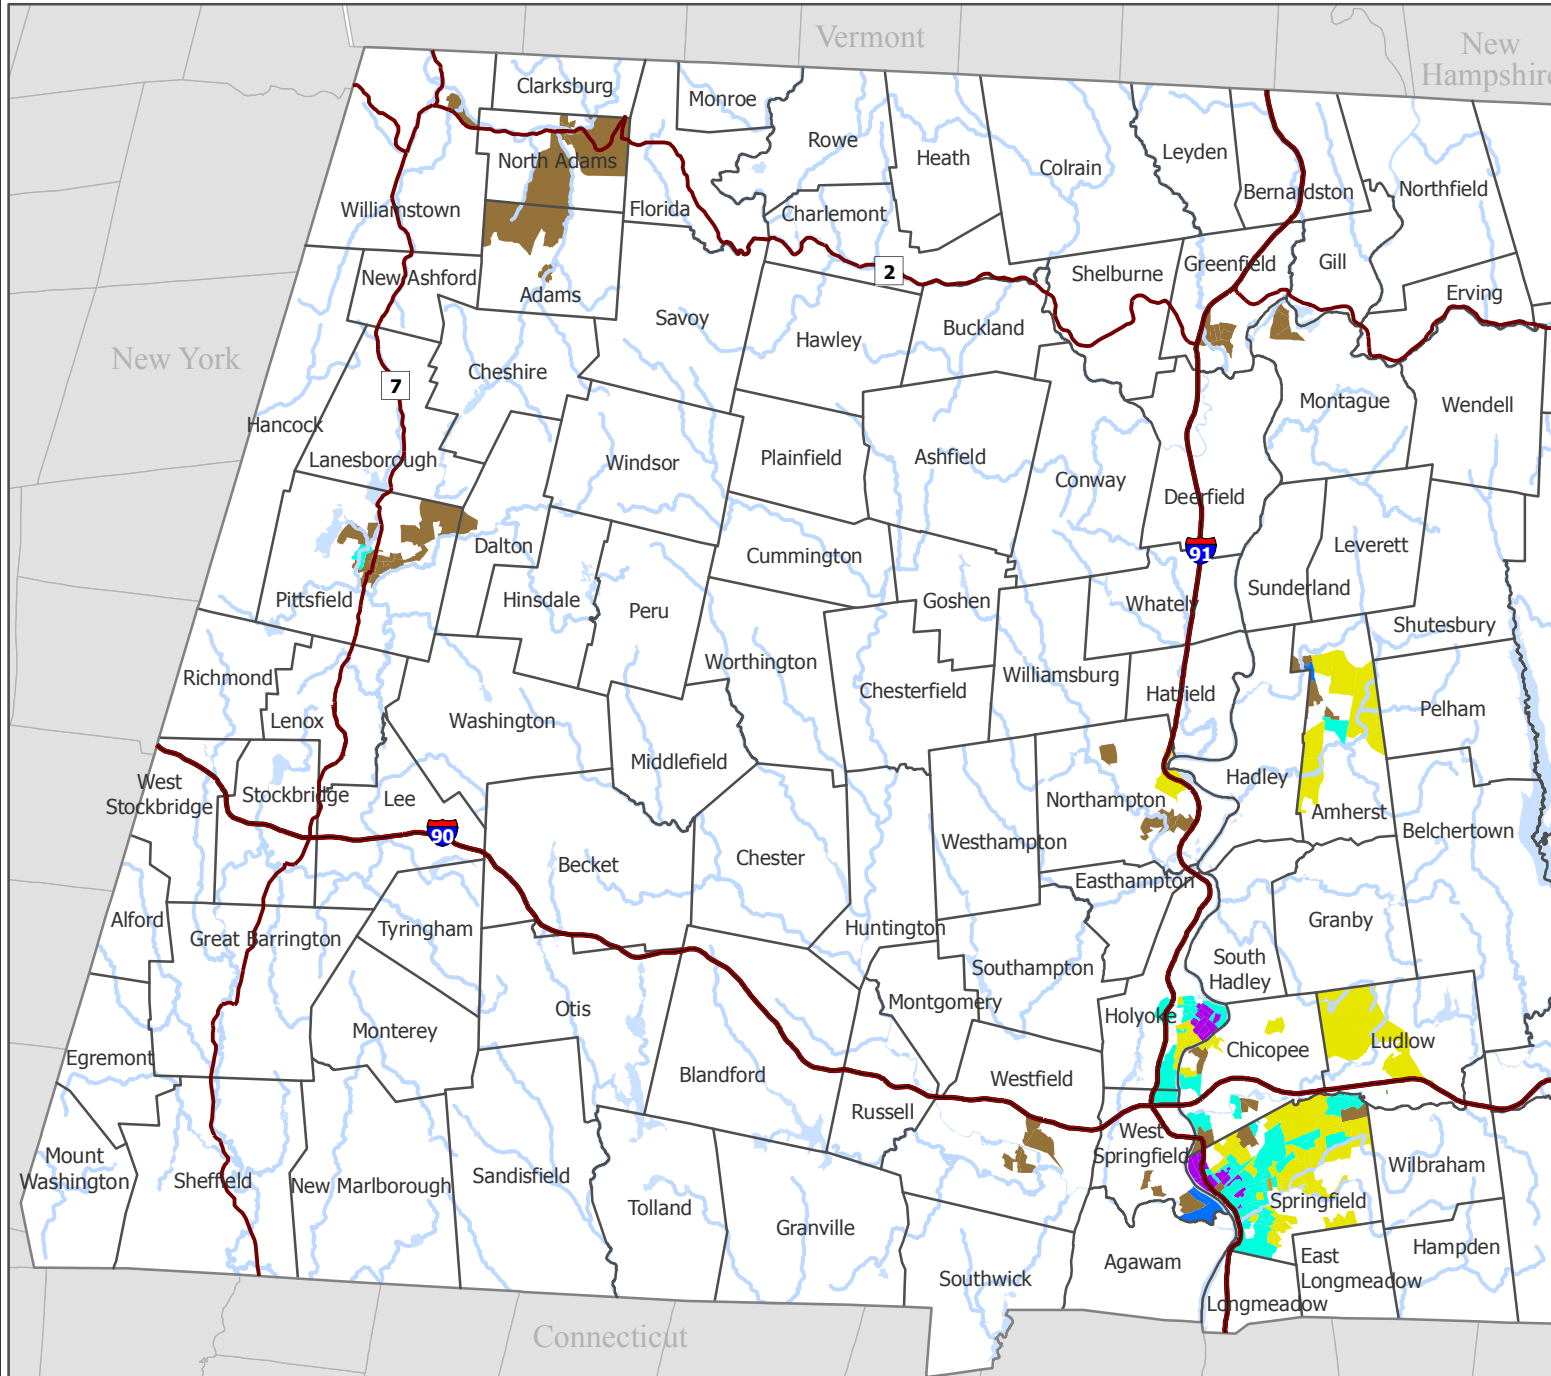 Vermont
New
Hampshire
Clarksburg
Monroe
Rowe
Heath
Colrain
Leyden
Bernardston
Northfield
North Adams
Williamstown
Florida
Charlemont
New Ashford
Adams
2
Shelburne
Greenfield
Gill
Erving
Savoy
Hawley
Buckland
New York
Cheshire
7
Hancock
Lanesborough
Windsor
Plainfield
Ashfield
Conway
Deerfield
Montague
Wendell
Dalton
Cummington
91
Leverett
Pittsfield
Hinsdale
Peru
Goshen
Whately
Sunderland
Shutesbury
Richmond
Lenox
Washington
Worthington
Chesterfield
Williamsburg
Hatfield
Pelham
Middlefield
West
Stockbridge
Stockbridge
Lee
90
Northampton
Hadley
Amherst
Belchertown
Becket
Chester
Westhampton
Easthampton
Alford
Great Barrington
Tyringham
Huntington
Granby
Southampton
South
Hadley
Otis
Montgomery
Holyoke
Monterey
Chicopee
Ludlow
Egremont
Blandford
Westfield
Russell
West
Springfield
Mount
Washington
Sheffield
New Marlborough
Sandisfield
Tolland
Granville
Springfield
Wilbraham
Agawam
East
Longmeadow
Hampden
Southwick
Longmeadow
Connecticut